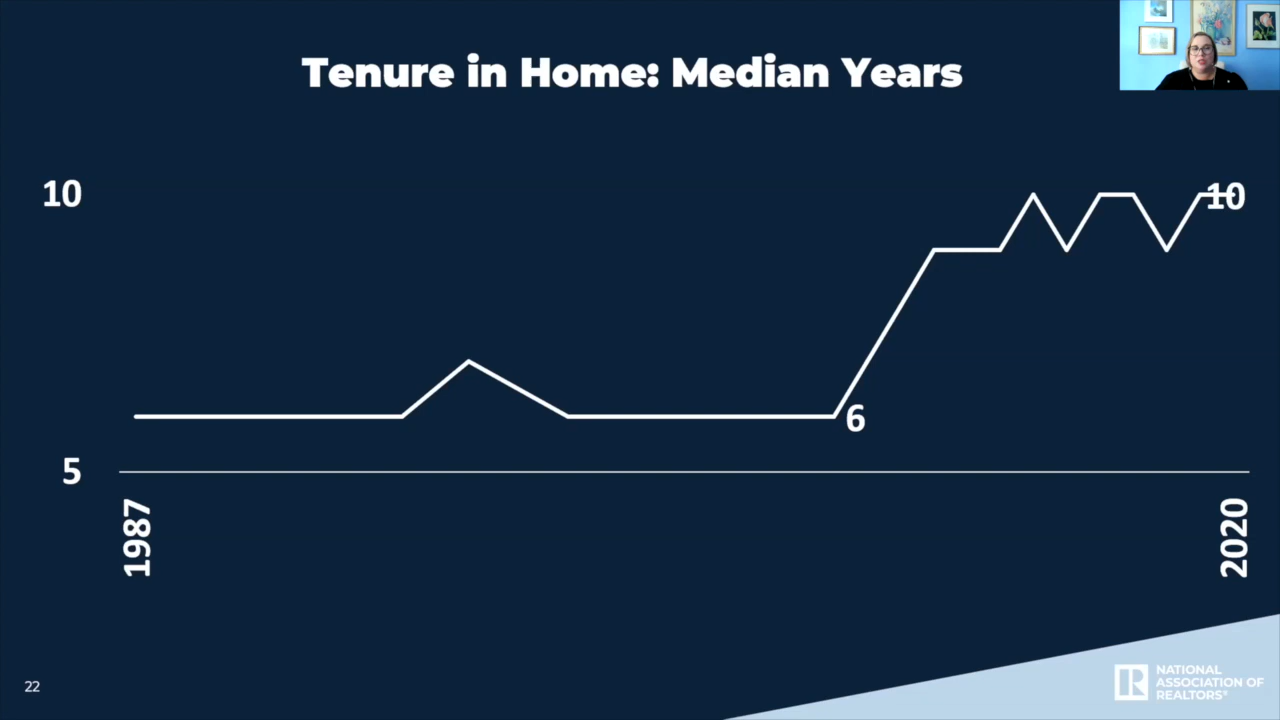 Tenure in Home: Median Years
10
10
6
5
1987
2020
22
NATIONAL
ASSOCIATION OF
REALTORS®